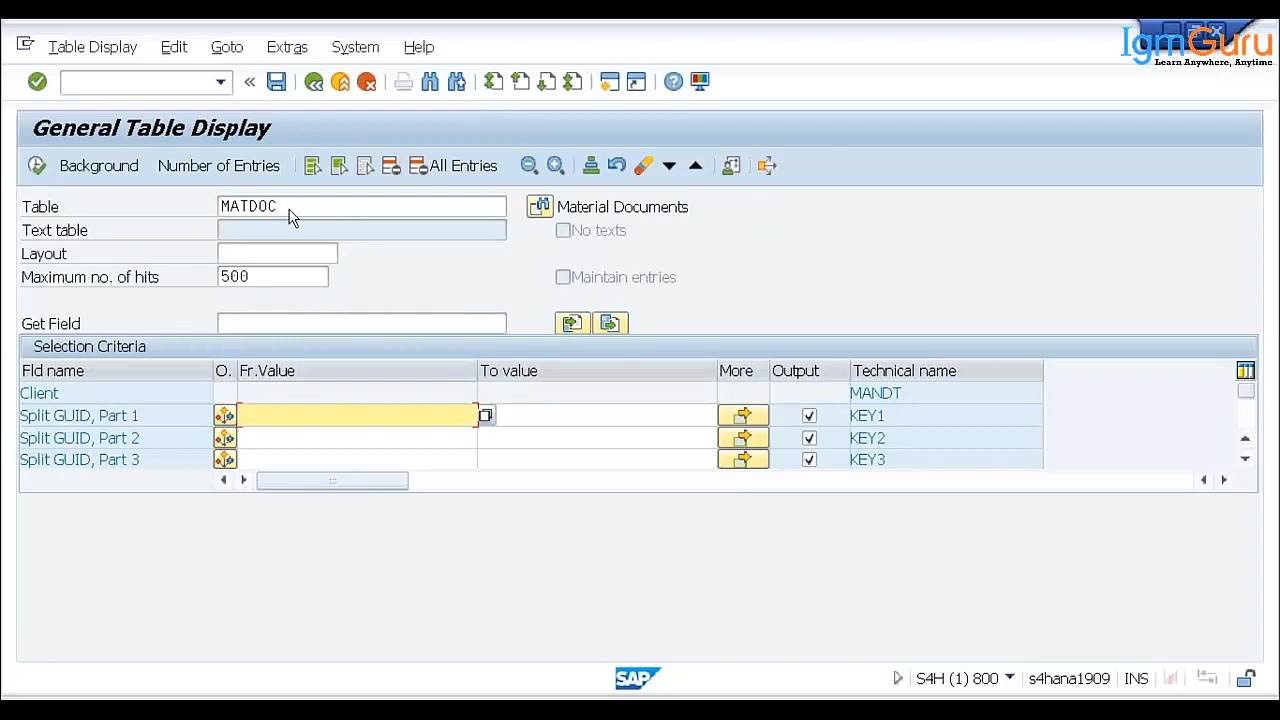 IgmGuru
Learn Anywhere, Anytime
Table Display Edit Goto Extras System Help
General Table Display
Background Number of Entries All Entries
Table MATDOC Material Documents
Text table No texts
Layout
Maximum no. of hits 500 Maintain entries
Get Field
Selection Criteria
Fld name O. Fr.Value To value More Output Technical name
Client MANDT
Split GUID, Part 1 KEY1
Split GUID, Part 2 KEY2
Split GUID, Part 3 KEY3
SAP S4H (1) 800 s4hana1909 INS